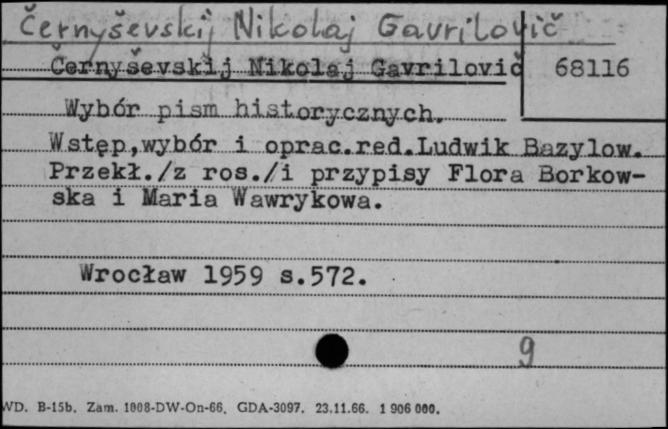 Černyševskij Nikolaj Gavrilovič
Černyševskij Nikolaj Gavrilovič 68116
Wybór pism historycznych.
Wstęp,wybór i oprac.red.Ludwik Bazylow.
Przekł./z ros./i przypisy Flora Borkow-
ska i Maria Wawrykowa.
Wrocław 1959 s.572.
9
WD. B-15b. Zam. 1008-DW-On-66. GDA-3097. 23.11.66. 1 906 000.